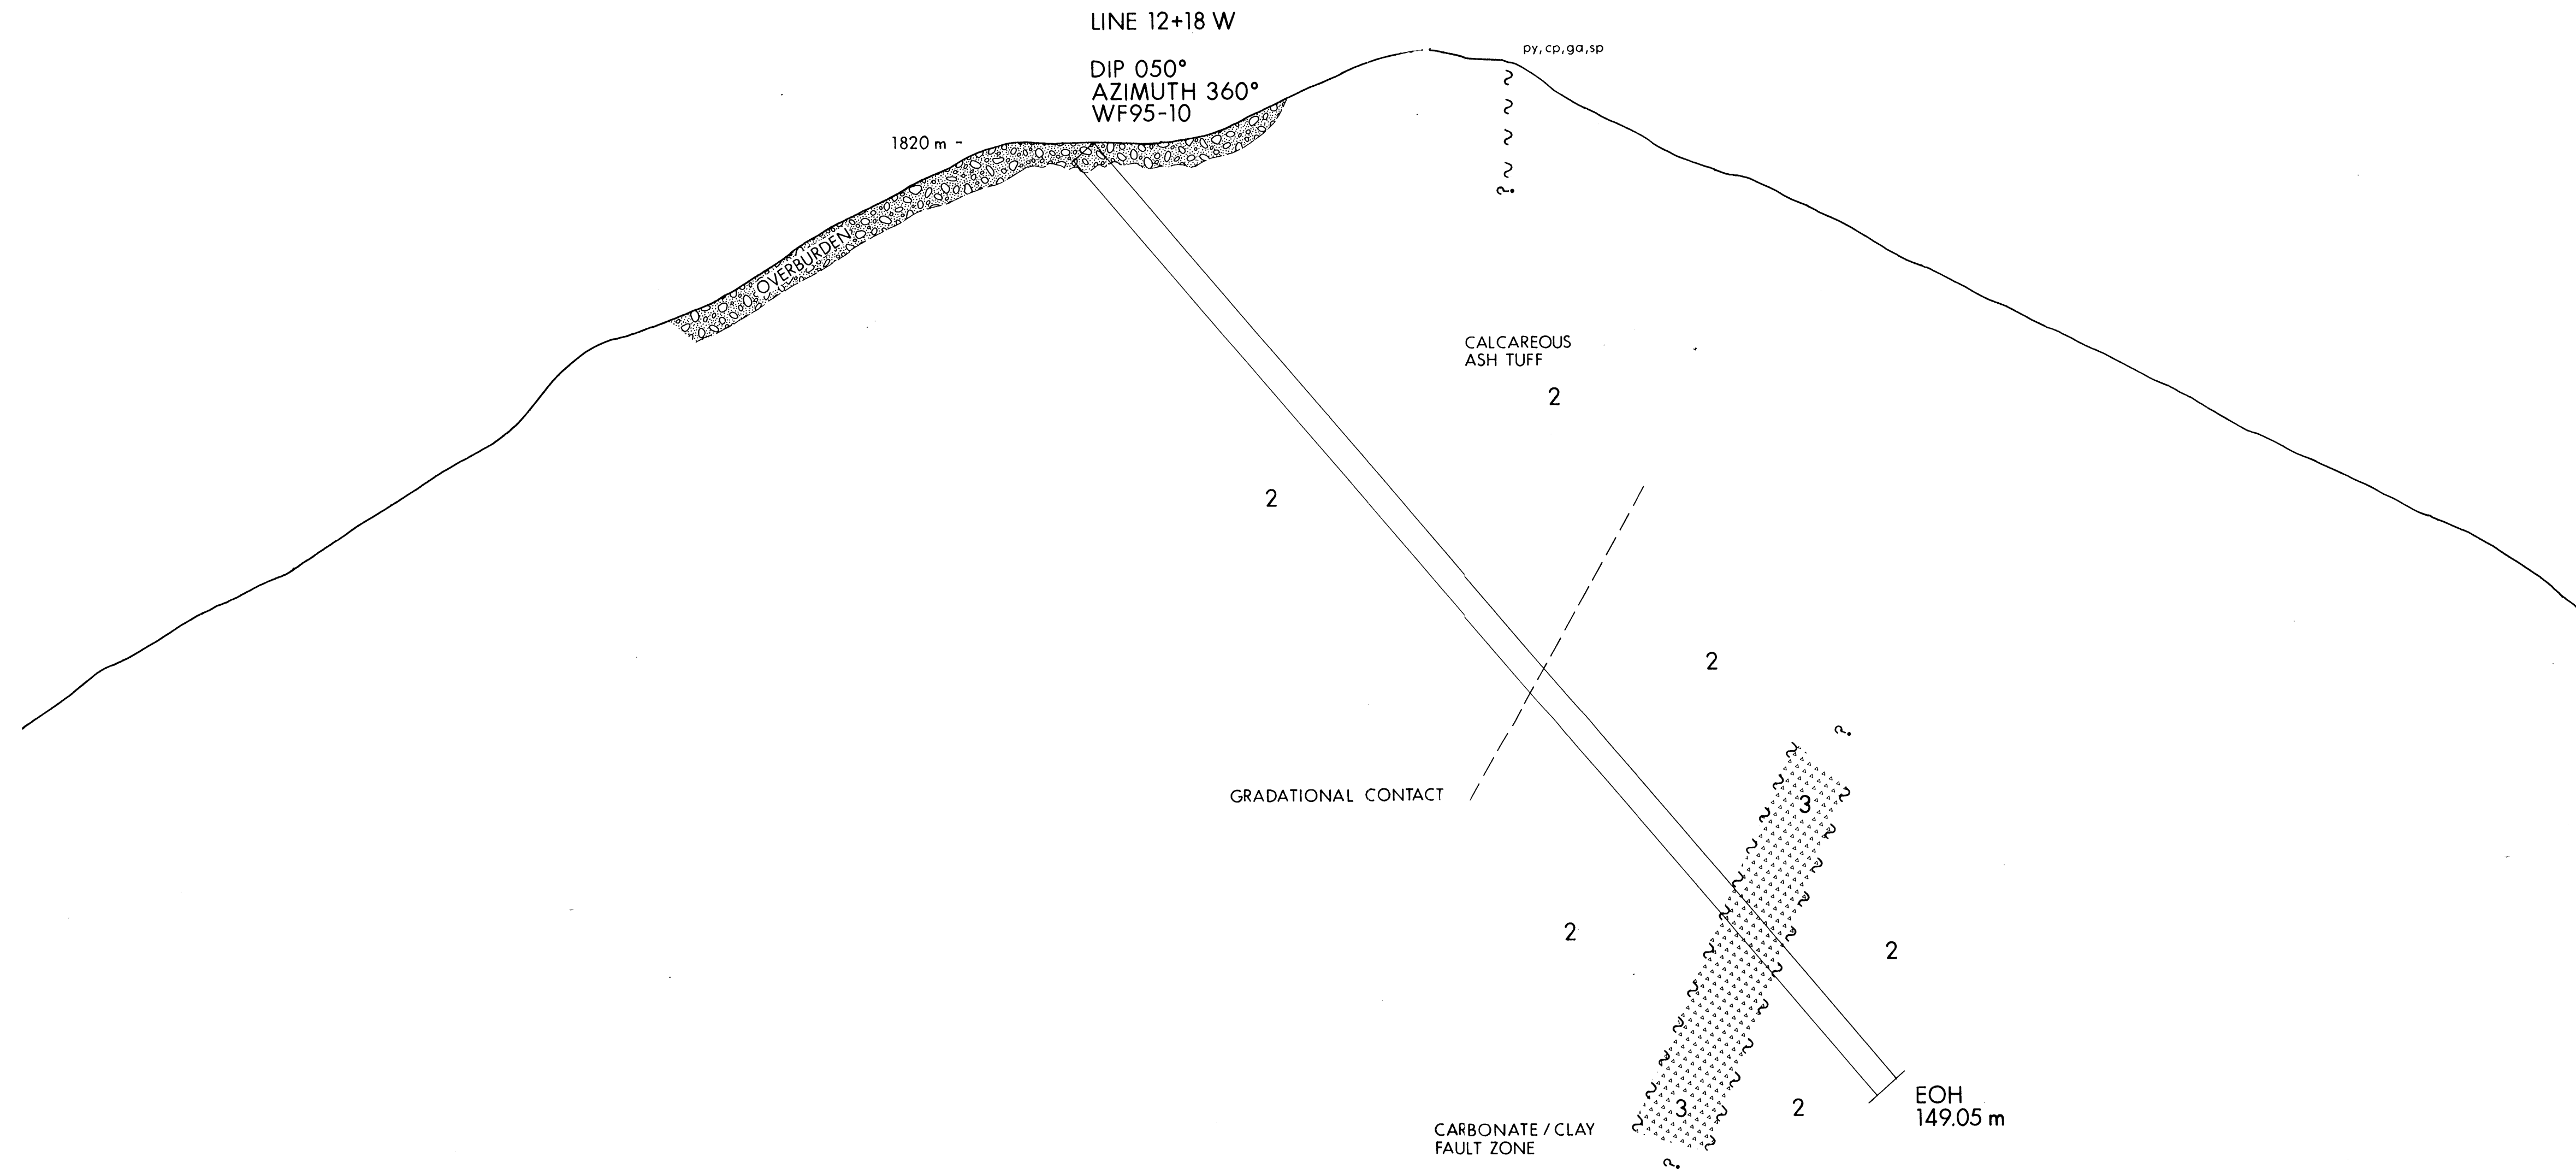 LINE 12+18 W
DIP 050°
AZIMUTH 360°
WF95-10
py, cp, ga, sp
1820 m -
?
OVERBURDEN
CALCAREOUS
ASH TUFF
2
2
2
?
GRADATIONAL CONTACT
3
2
2
EOH
149.05 m
3
2
CARBONATE / CLAY
FAULT ZONE
?